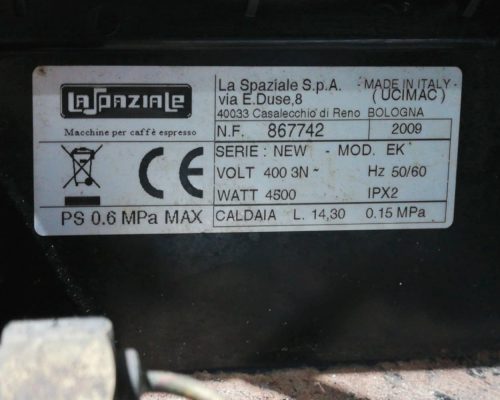 LaSpaziale
Macchine per caffè espresso
CE
PS 0.6 MPa MAX
La Spaziale S.p.A. - MADE IN ITALY -
via E.Duse,8 (UCIMAC)
40033 Casalecchio di Reno BOLOGNA
N.F. 867742 2009
SERIE : NEW - MOD. EK
VOLT 400 3N~ Hz 50/60
WATT 4500 IPX2
CALDAIA L. 14,30 0.15 MPa